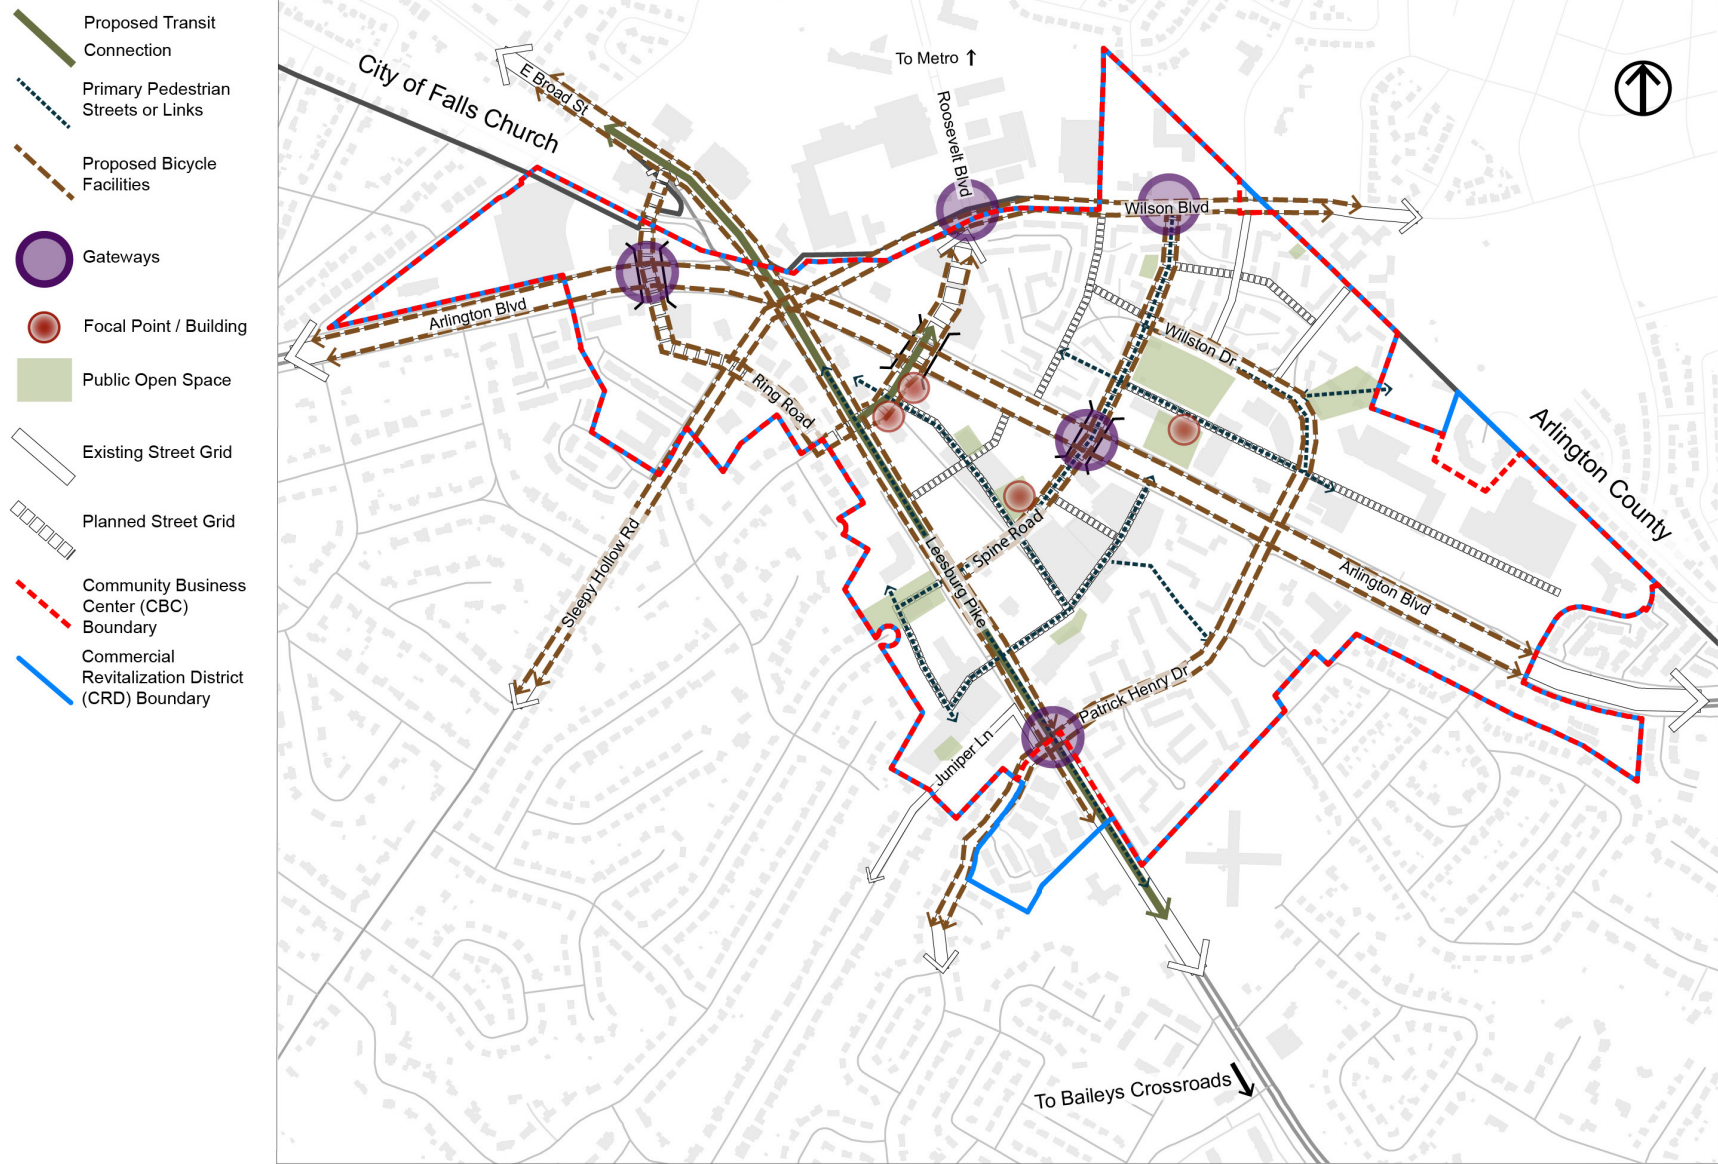 Proposed Transit
Connection
Primary Pedestrian
Streets or Links
Proposed Bicycle
Facilities
Gateways
Focal Point / Building
Public Open Space
Existing Street Grid
Planned Street Grid
Community Business
Center (CBC)
Boundary
Commercial
Revitalization District
(CRD) Boundary
City of Falls Church
E Broad St
To Metro
Roosevelt Blvd
Wilson Blvd
Arlington Blvd
Willston Dr
Ring Road
Arlington County
Spine Road
Leesburg Pike
Sleepy Hollow Rd
Arlington Blvd
Patrick Henry Dr
Juniper Ln
To Baileys Crossroads